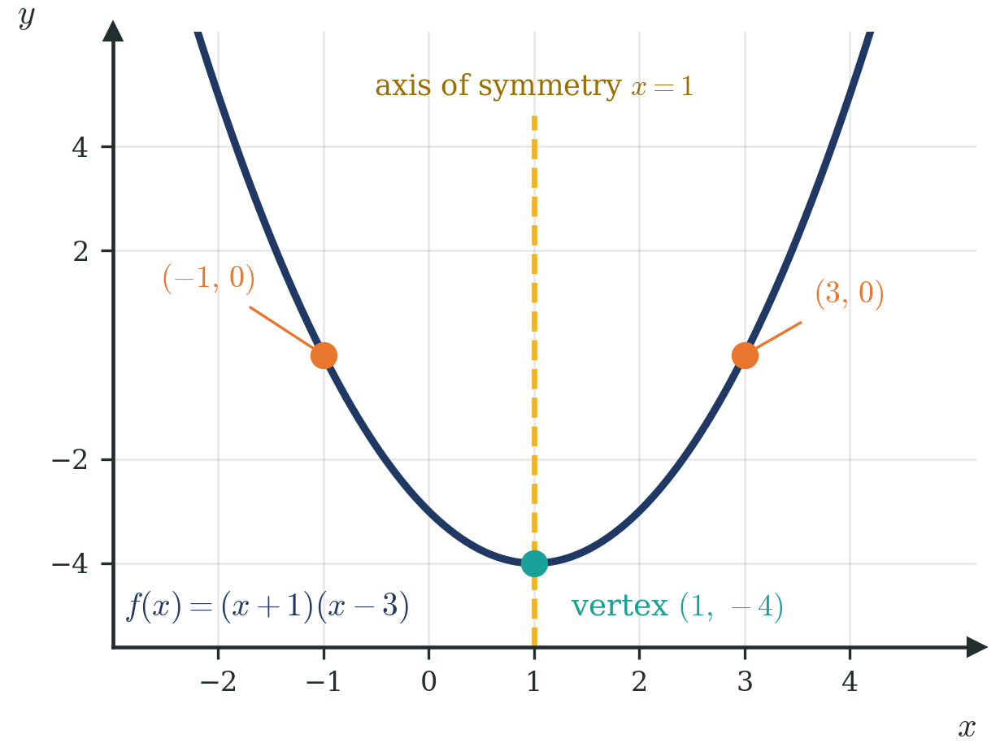 y
axis of symmetry x = 1
4
2
(−1, 0)
(3, 0)
−2
−4
f(x) = (x + 1)(x − 3)
vertex (1, −4)
−2 −1 0 1 2 3 4
x